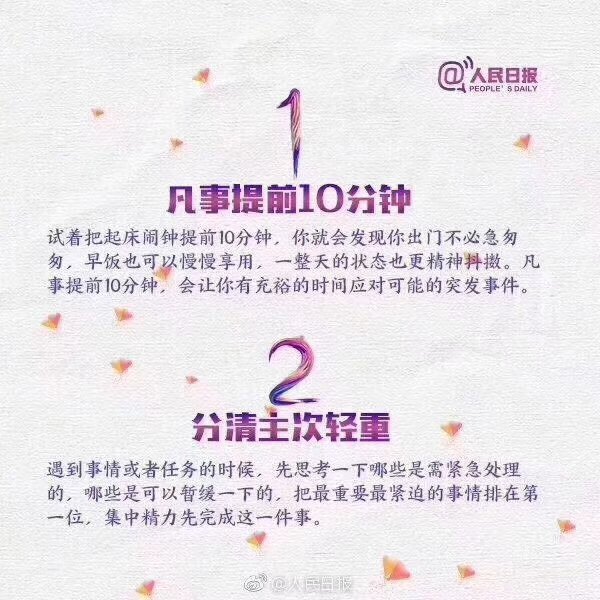 @人民日报
PEOPLE'S DAILY
1
凡事提前10分钟
试着把起床闹钟提前10分钟，你就会发现你出门不必急匆
匆，早饭也可以慢慢享用，一整天的状态也更精神抖擞。凡
事提前10分钟，会让你有充裕的时间应对可能的突发事件。
2
分清主次轻重
遇到事情或者任务的时候，先思考一下哪些是需紧急处理
的，哪些是可以暂缓一下的，把最重要最紧迫的事情排在第
一位，集中精力先完成这一件事。
@人民日报